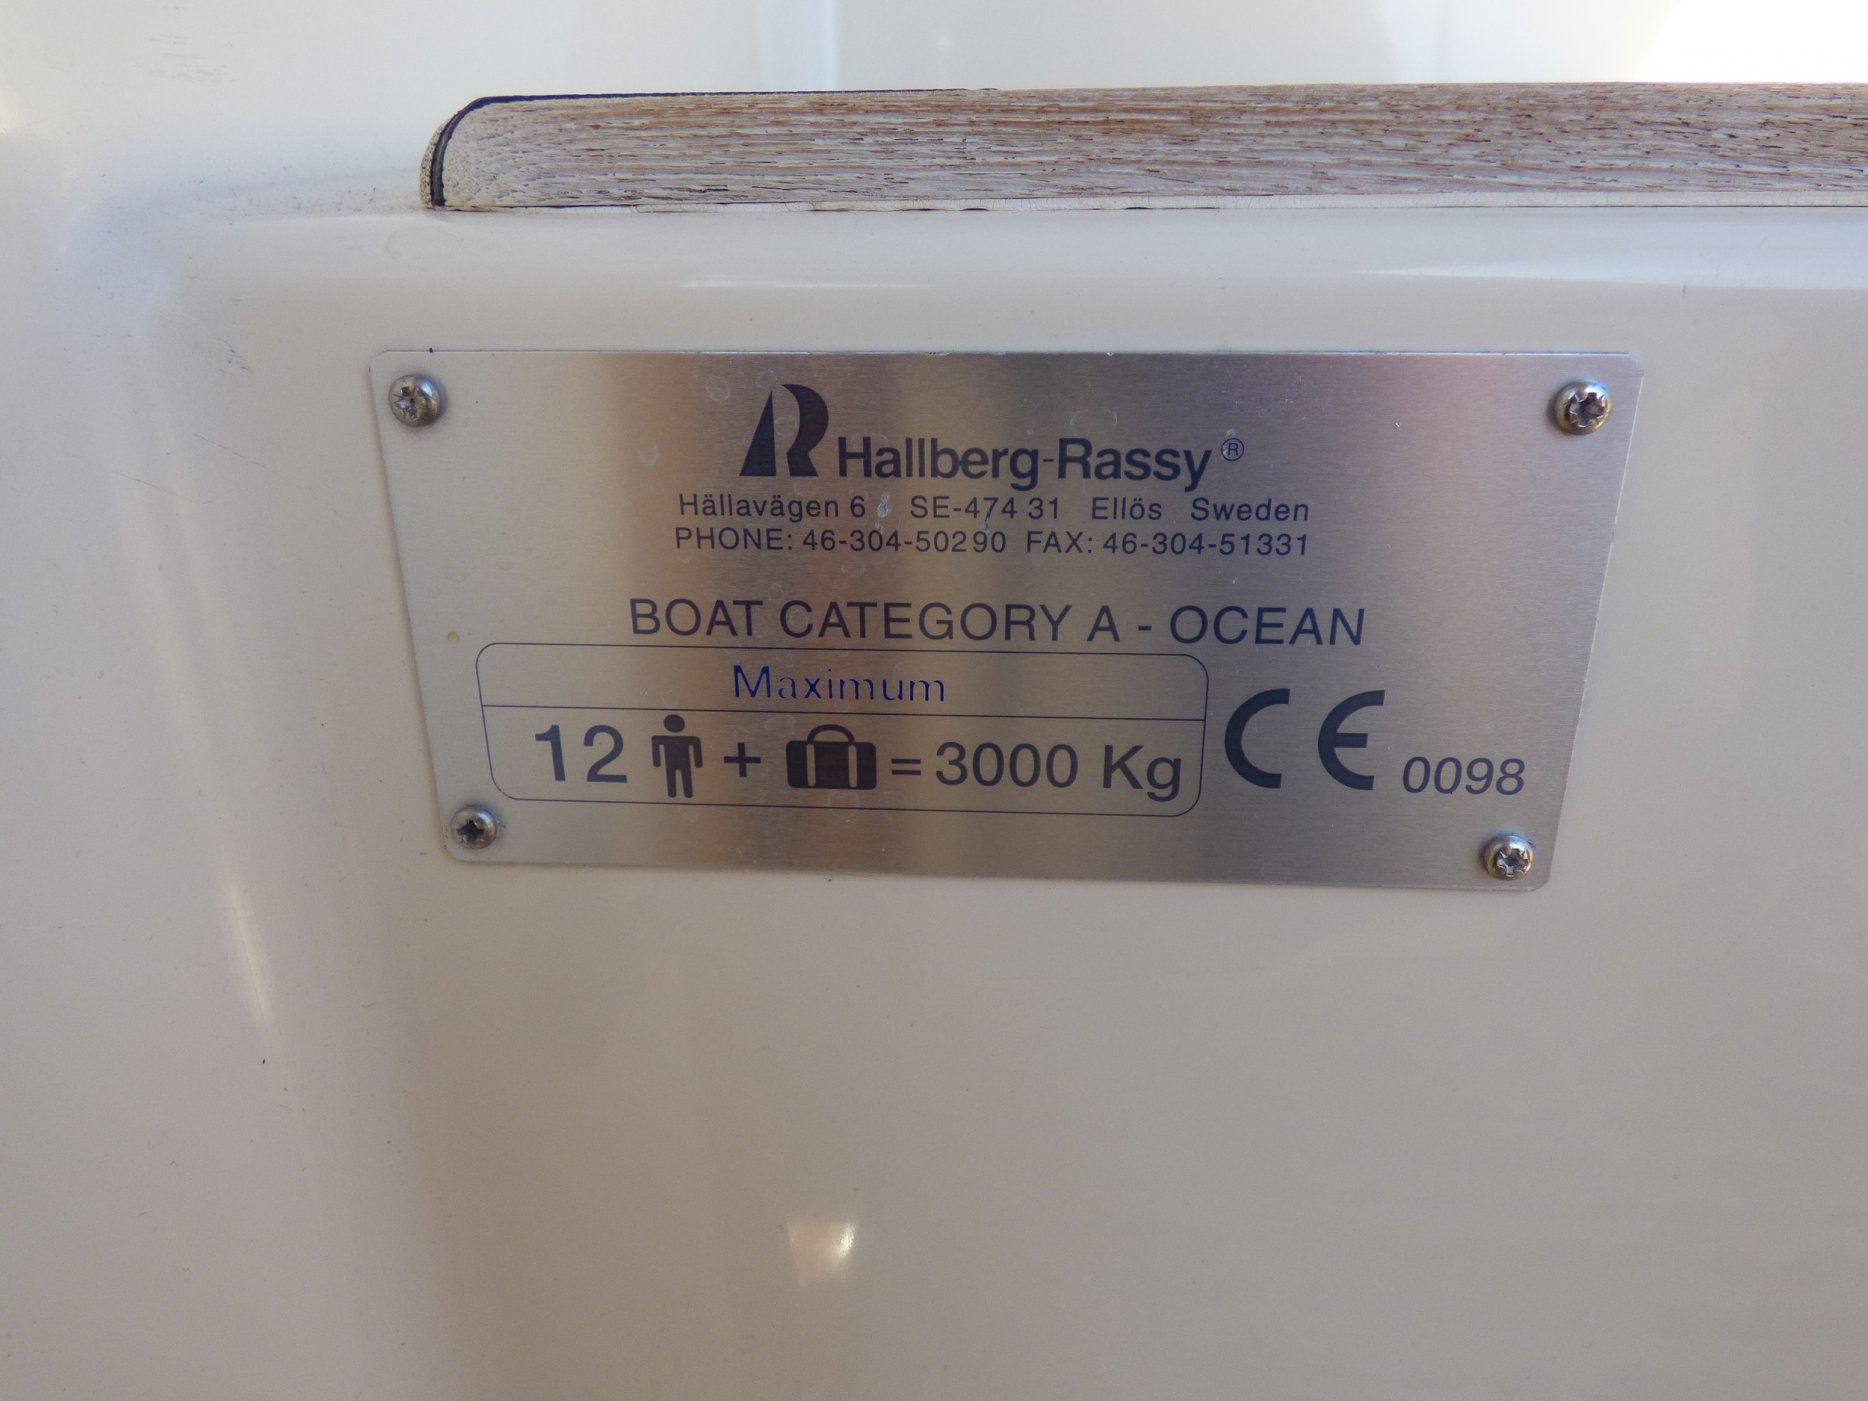 Hallberg-Rassy®
Hällavägen 6 SE-474 31 Ellös Sweden
PHONE: 46-304-50290 FAX: 46-304-51331
BOAT CATEGORY A - OCEAN
Maximum
12 + = 3000 Kg
CE 0098